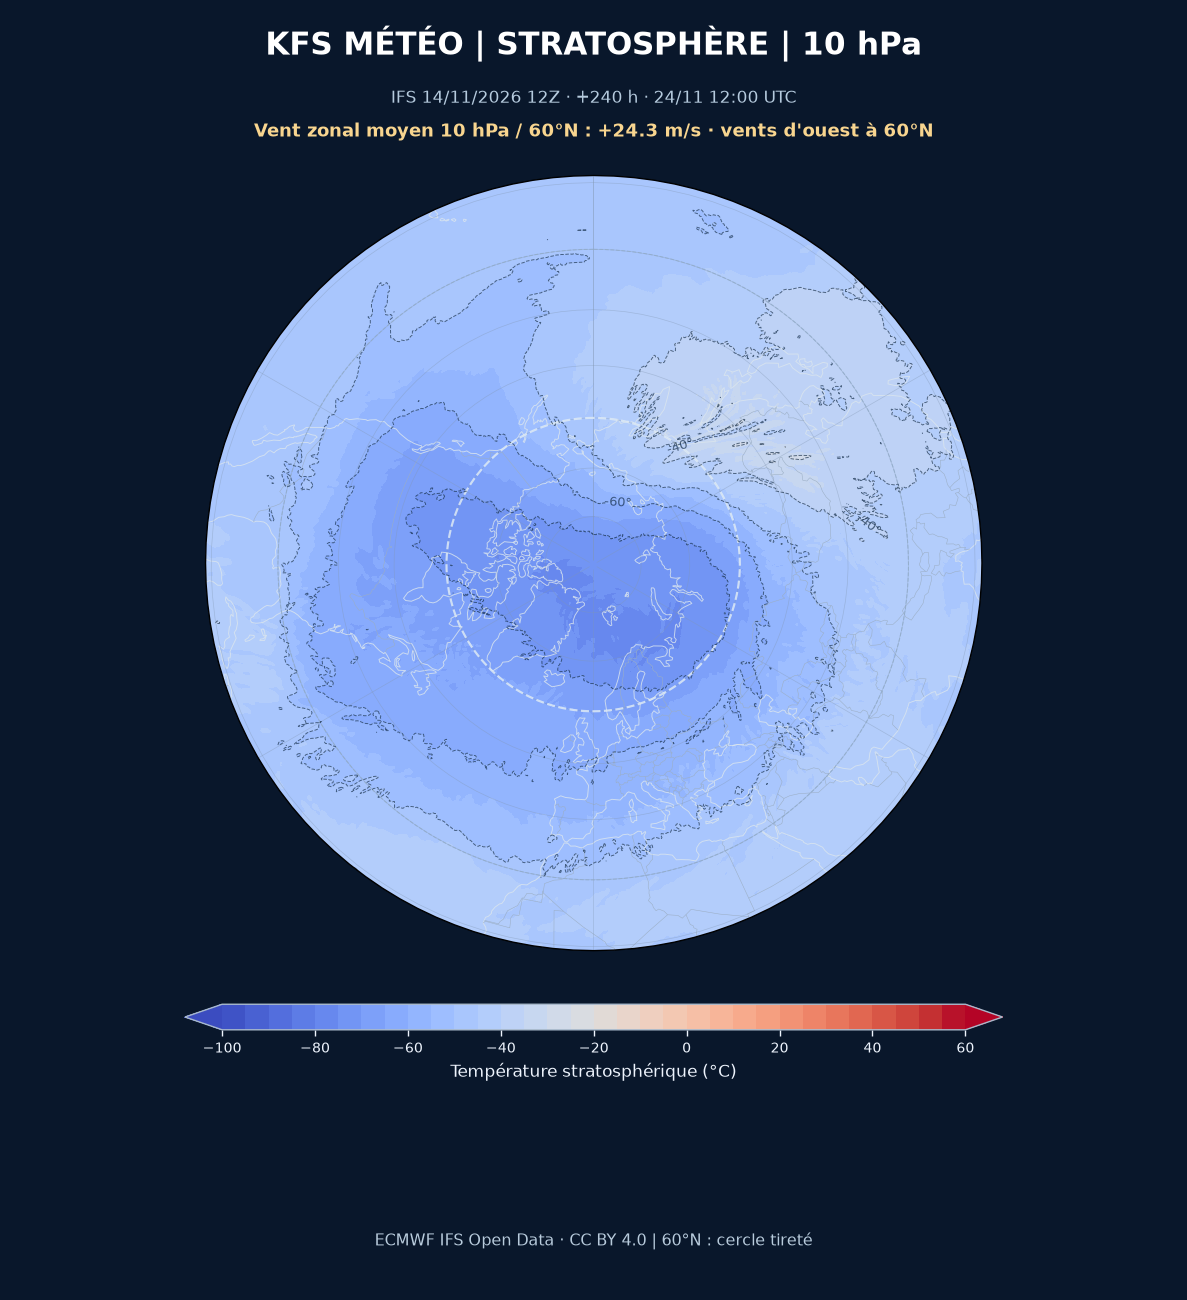 KFS MÉTÉO | STRATOSPHÈRE | 10 hPa
IFS 14/11/2026 12Z · +240 h · 24/11 12:00 UTC
Vent zonal moyen 10 hPa / 60°N : +24.3 m/s · vents d'ouest à 60°N
40°
60°
40°
−100 −80 −60 −40 −20 0 20 40 60
Température stratosphérique (°C)
ECMWF IFS Open Data · CC BY 4.0 | 60°N : cercle tireté